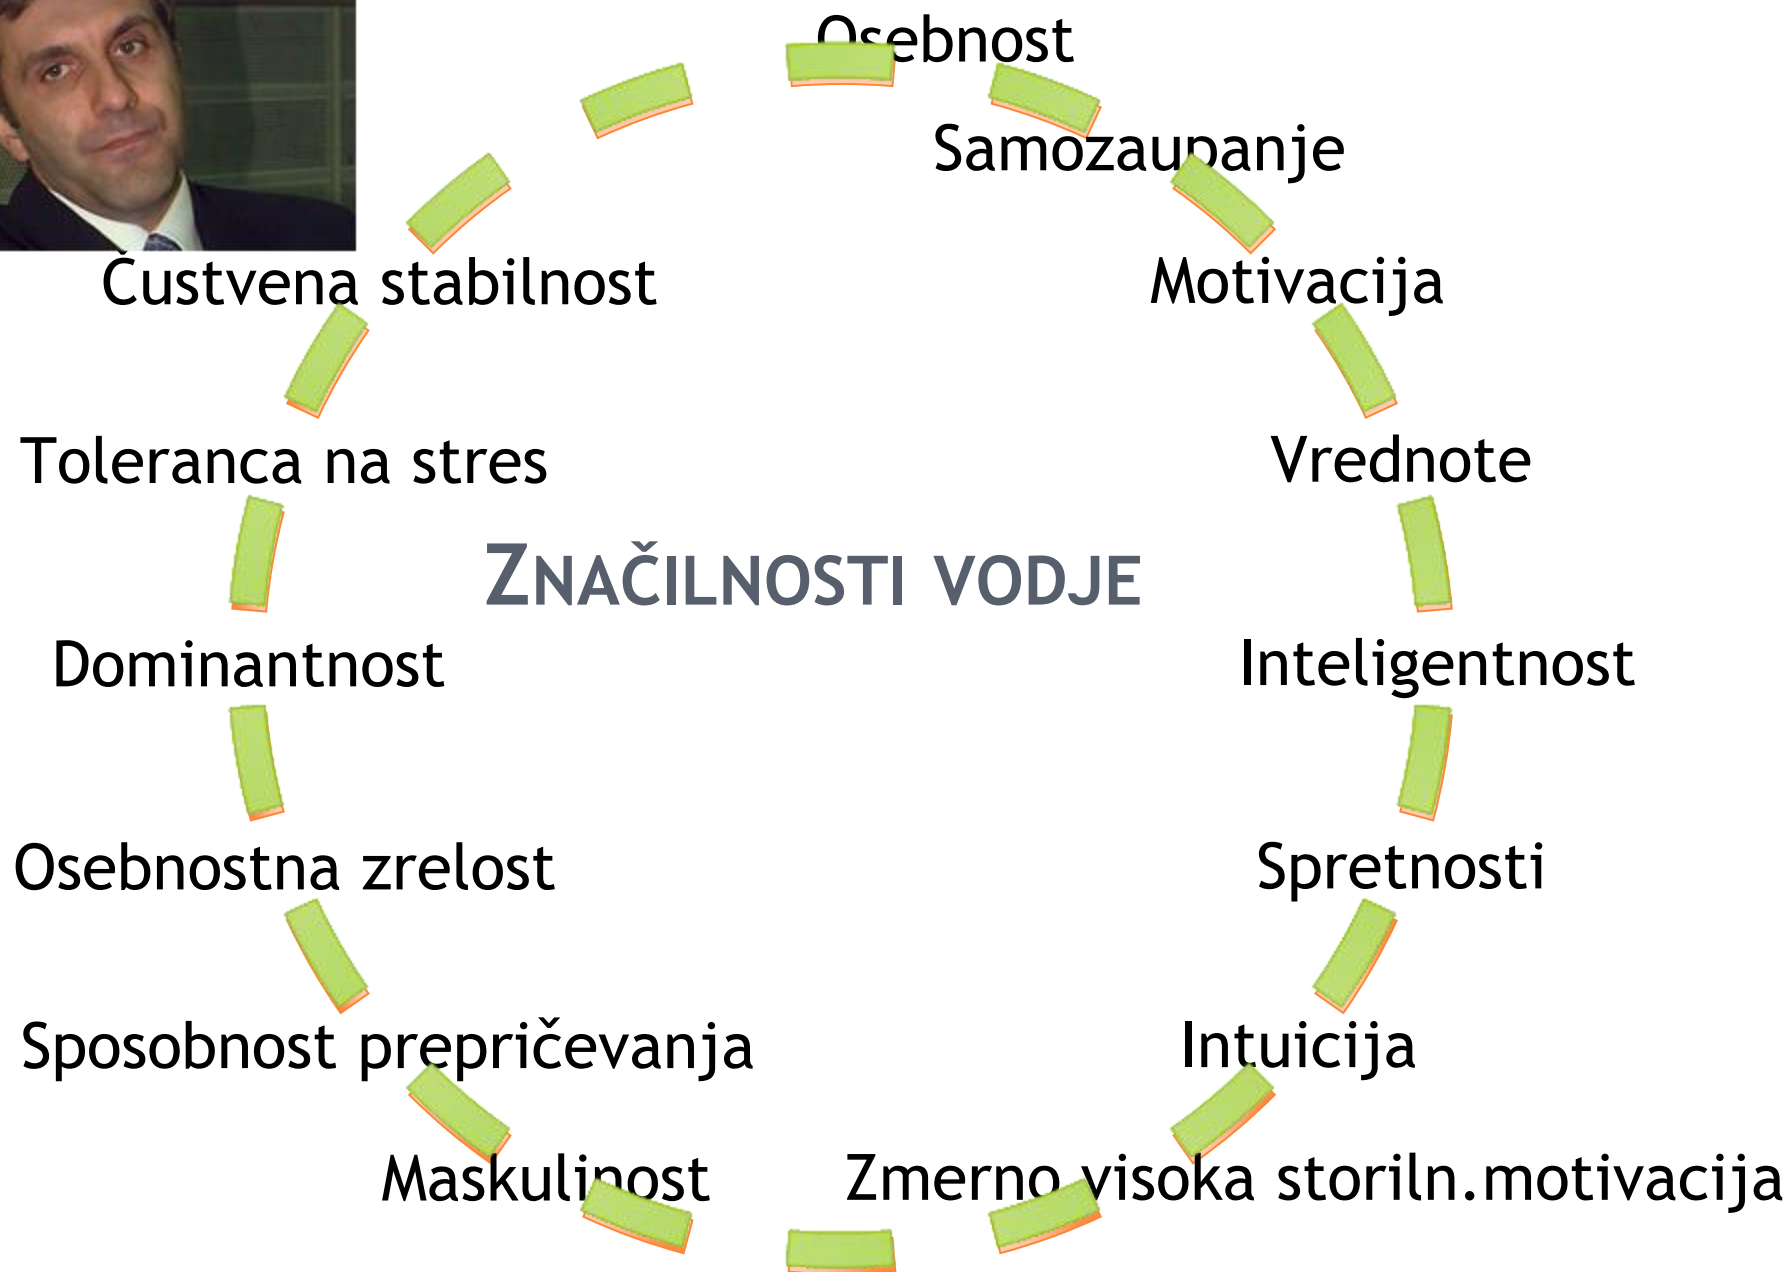 Osebnost
Samozaupanje
Čustvena stabilnost
Motivacija
Toleranca na stres
Vrednote
ZNAČILNOSTI VODJE
Dominantnost
Inteligentnost
Osebnostna zrelost
Spretnosti
Sposobnost prepričevanja
Intuicija
Maskulinost
Zmerno visoka storiln.motivacija